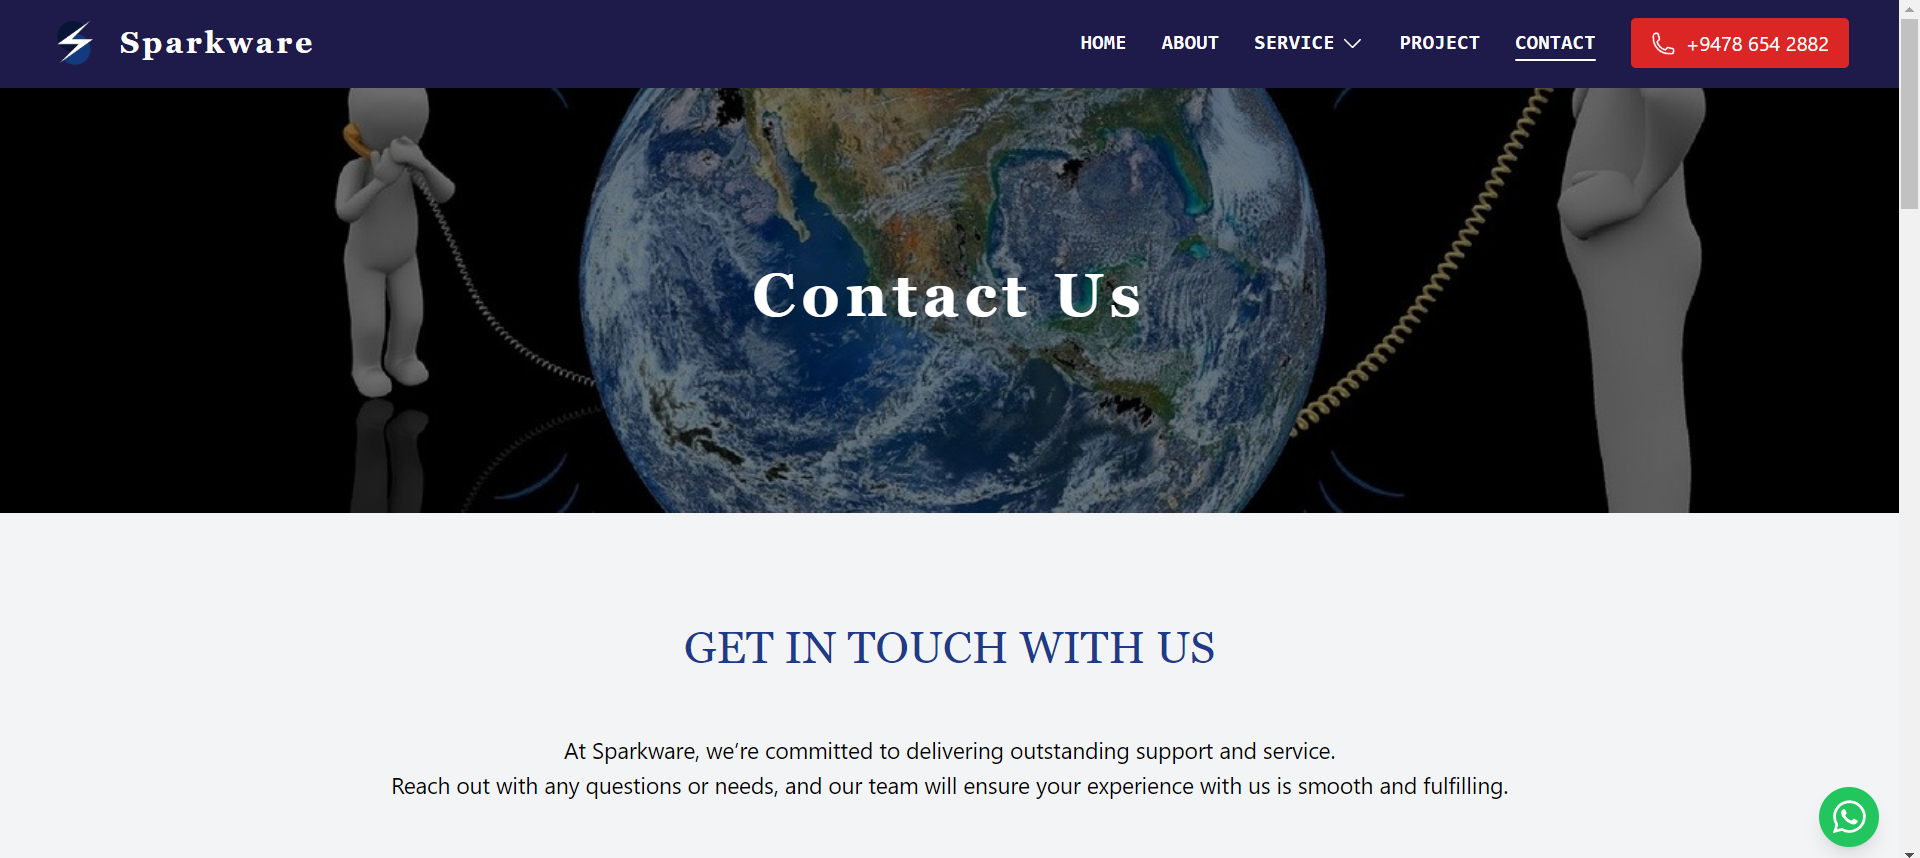 Sparkware
HOME ABOUT SERVICE PROJECT CONTACT +9478 654 2882
Contact Us
GET IN TOUCH WITH US
At Sparkware, we’re committed to delivering outstanding support and service.
Reach out with any questions or needs, and our team will ensure your experience with us is smooth and fulfilling.